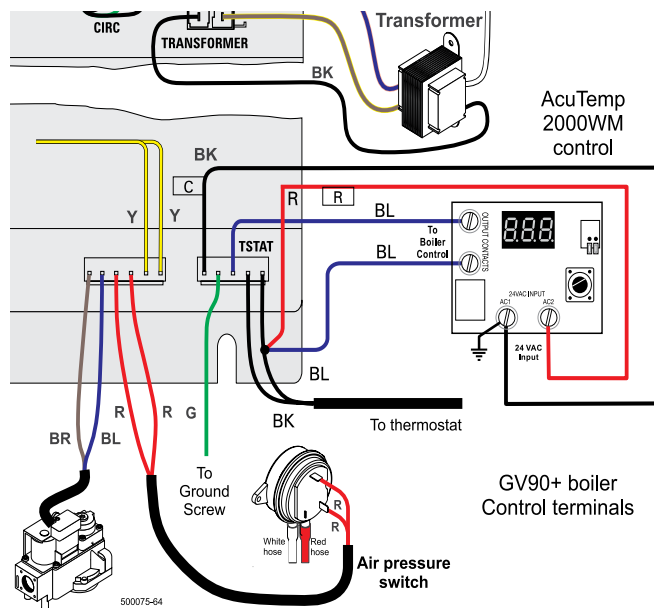 CIRC
TRANSFORMER
Transformer
BK
AcuTemp
2000WM
control
BK
C
R
R
BL
Y
Y
TSTAT
To
Boiler
Control
OUTPUT CONTACTS
BL
24VAC INPUT
AC1
AC2
24 VAC
Input
BL
R
R
G
BK
To thermostat
BR
BL
To
Ground
Screw
GV90+ boiler
Control terminals
R
R
White
hose
Red
hose
Air pressure
switch
500075-64